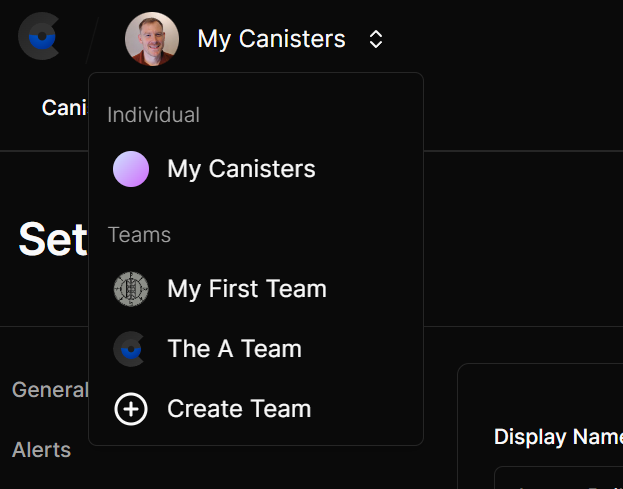 My Canisters
Cani
Individual
My Canisters
Set
Teams
My First Team
The A Team
General
Create Team
Alerts
Display Name